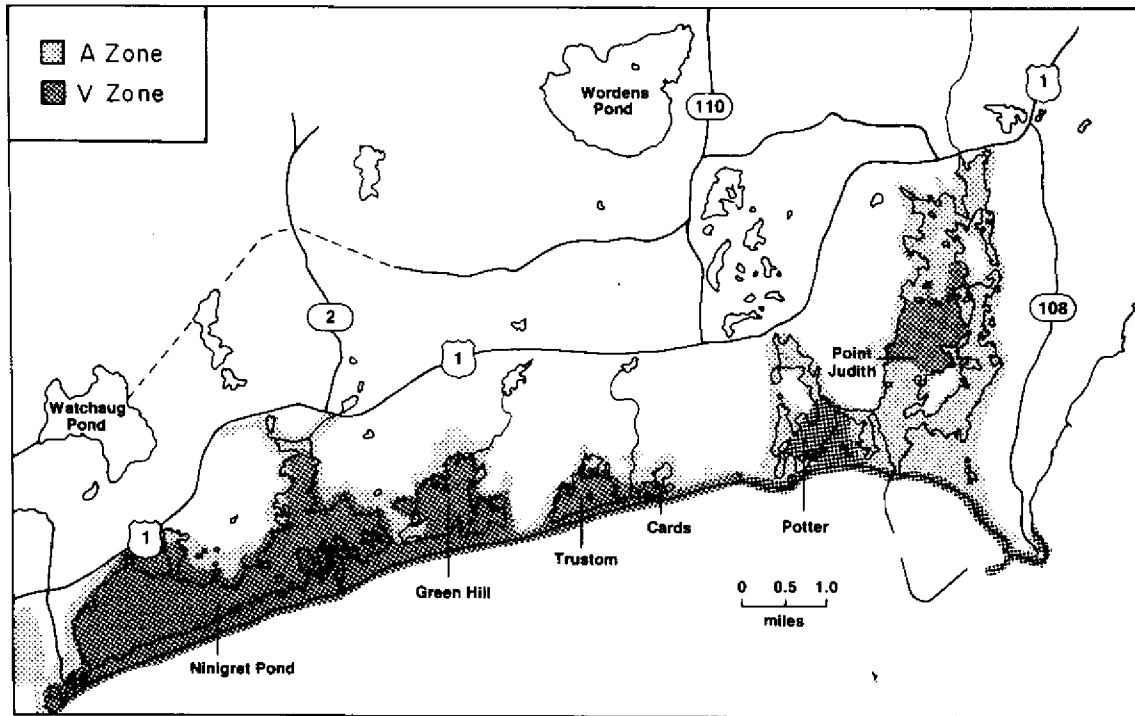 A Zone
V Zone
Wordens
Pond
110
1
2
1
108
Point
Judith
Watchaug
Pond
1
Cards
Potter
Trustom
Green Hill
Ninigret Pond
0 0.5 1.0
miles